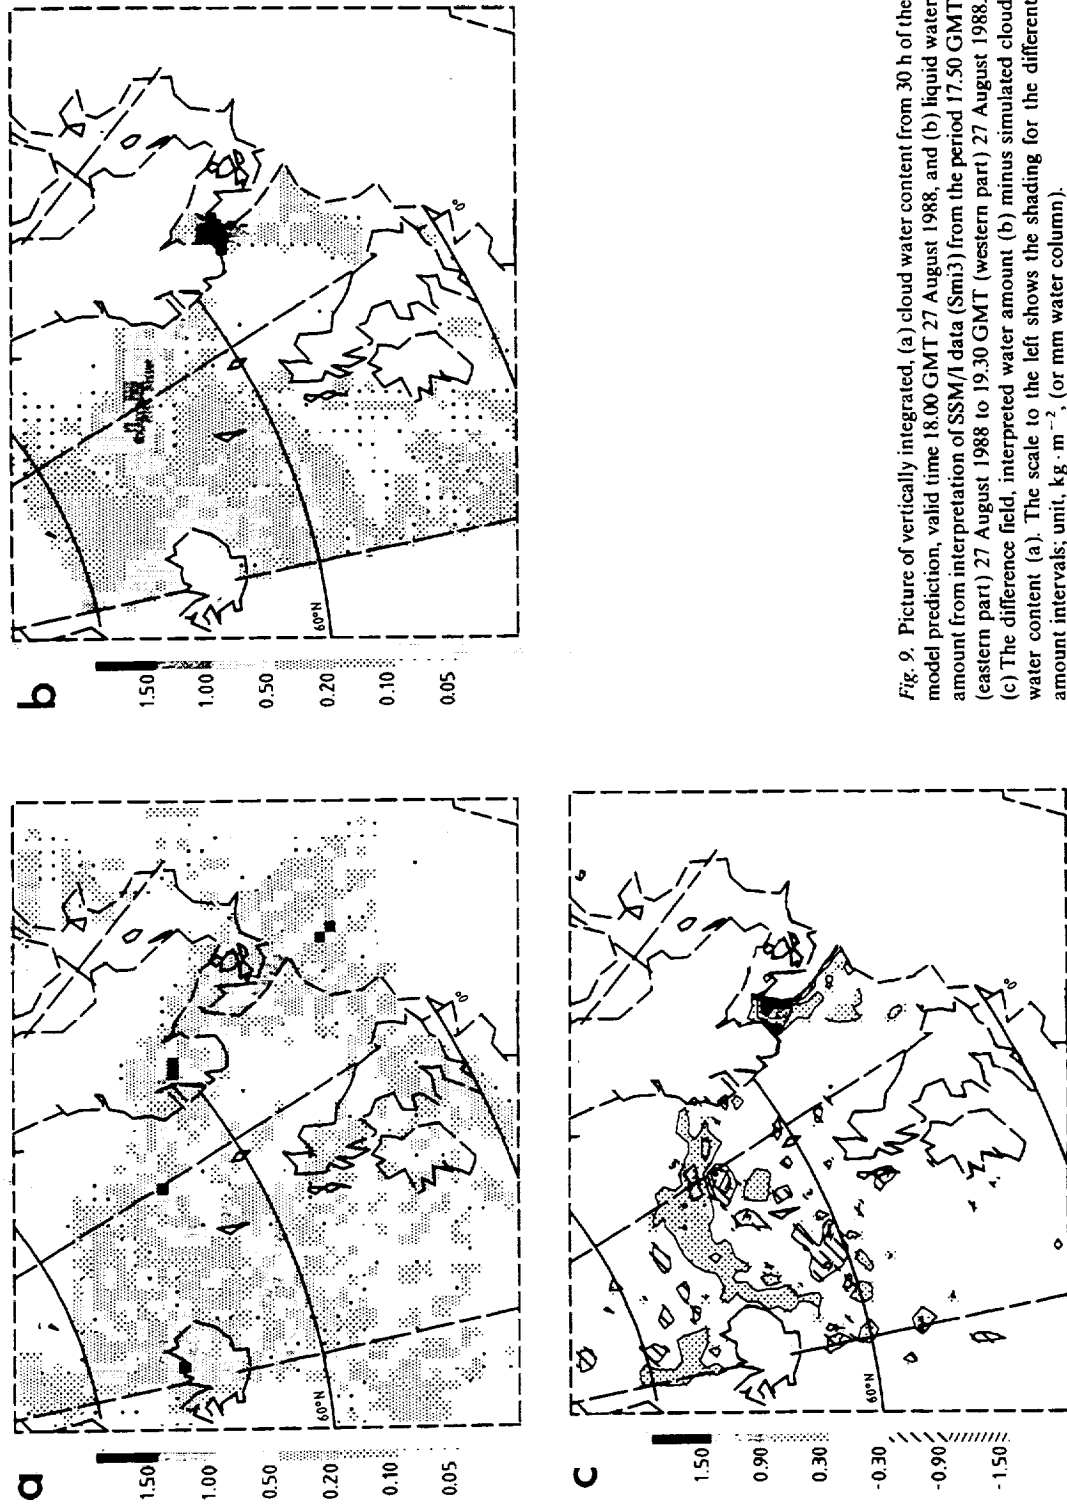 a
1.50
1.00
0.50
0.20
0.10
0.05
60°N
0°
b
1.50
1.00
0.50
0.20
0.10
0.05
60°N
0°
c
1.50
0.90
0.30
-0.30
-0.90
-1.50
60°N
0°
Fig. 9. Picture of vertically integrated, (a) cloud water content from 30 h of the
model prediction, valid time 18.00 GMT 27 August 1988, and (b) liquid water
amount from interpretation of SSM/I data (Smi3) from the period 17.50 GMT
(eastern part) 27 August 1988 to 19.30 GMT (western part) 27 August 1988.
(c) The difference field, interpreted water amount (b) minus simulated cloud
water content (a). The scale to the left shows the shading for the different
amount intervals; unit, kg · m⁻², (or mm water column).